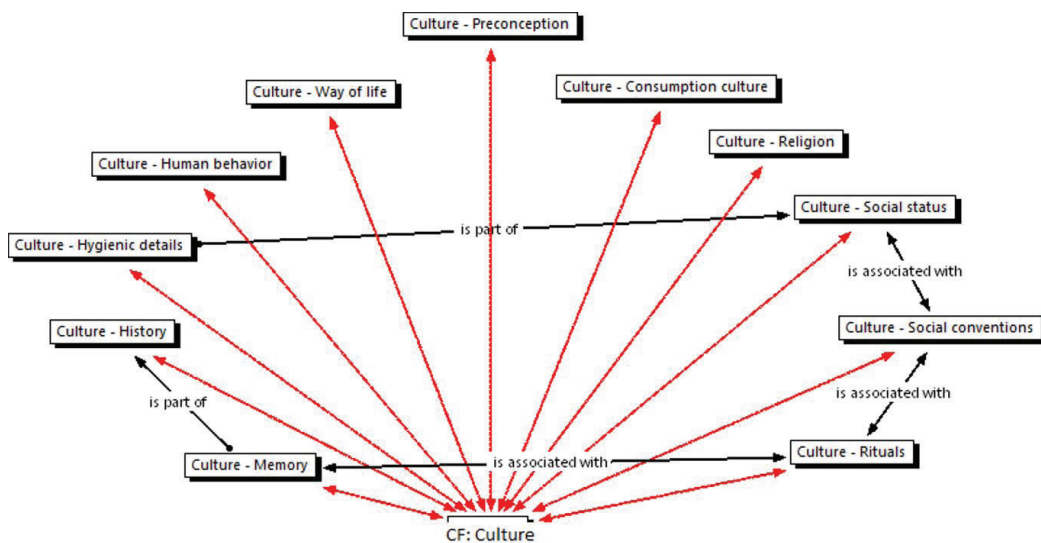 Culture - Preconception
Culture - Way of life
Culture - Consumption culture
Culture - Human behavior
Culture - Religion
Culture - Social status
is part of
Culture - Hygienic details
is associated with
Culture - History
Culture - Social conventions
is part of
is associated with
Culture - Memory
is associated with
Culture - Rituals
CF: Culture